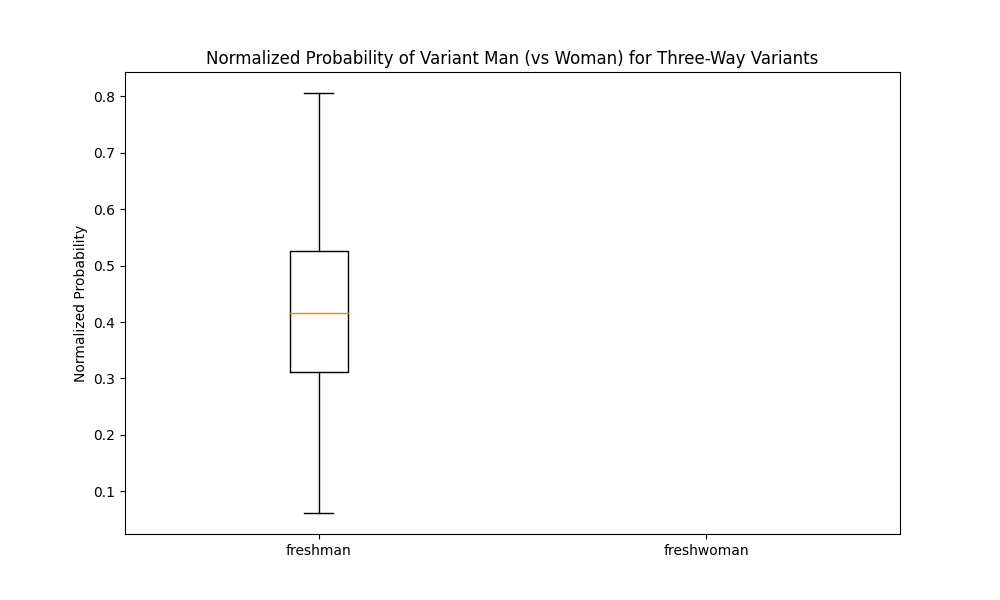 Normalized Probability of Variant Man (vs Woman) for Three-Way Variants
Normalized Probability
0.8
0.7
0.6
0.5
0.4
0.3
0.2
0.1
freshman
freshwoman